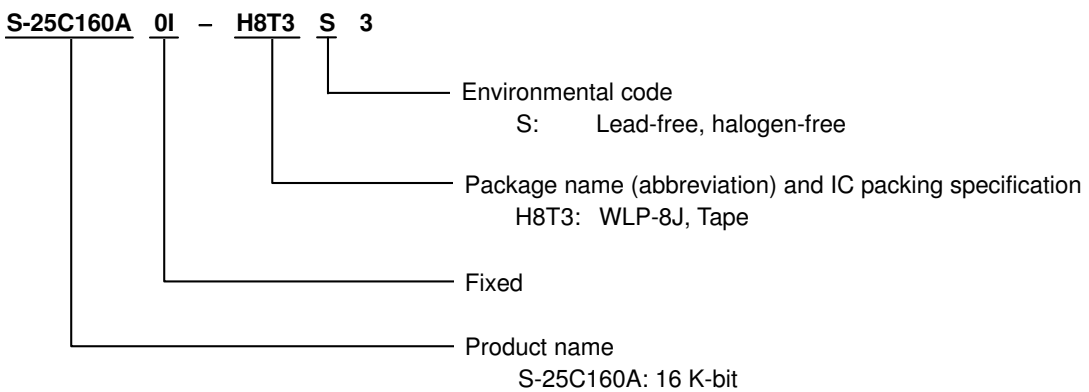 S-25C160A 0I – H8T3 S 3
Environmental code
S: Lead-free, halogen-free
Package name (abbreviation) and IC packing specification
H8T3: WLP-8J, Tape
Fixed
Product name
S-25C160A: 16 K-bit